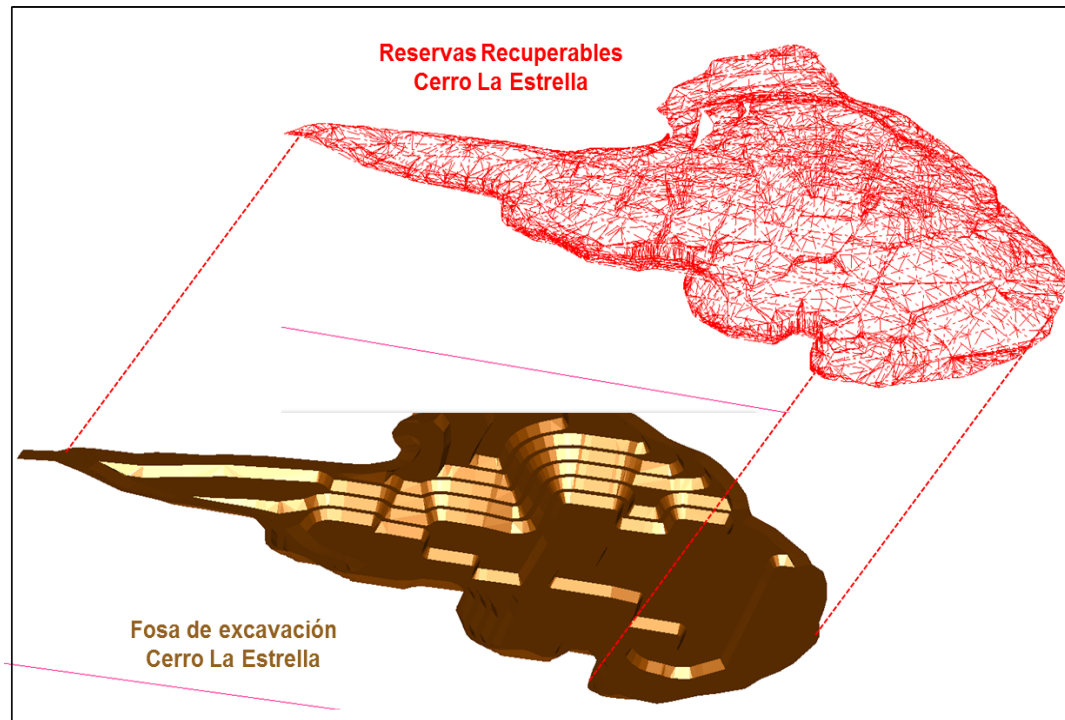 Reservas Recuperables
Cerro La Estrella
Fosa de excavación
Cerro La Estrella